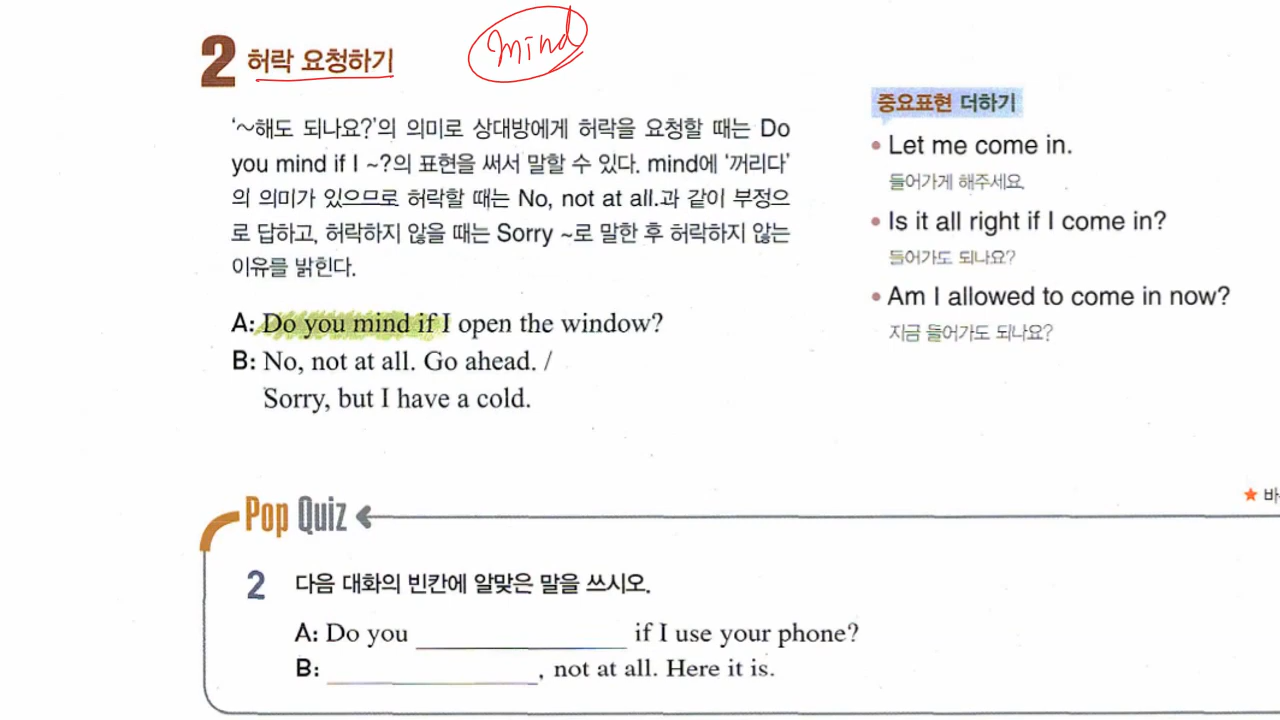 2 허락 요청하기
mind
'~해도 되나요?'의 의미로 상대방에게 허락을 요청할 때는 Do
you mind if I ~?의 표현을 써서 말할 수 있다. mind에 '꺼리다'
의 의미가 있으므로 허락할 때는 No, not at all.과 같이 부정으
로 답하고, 허락하지 않을 때는 Sorry ~로 말한 후 허락하지 않는
이유를 밝힌다.
A: Do you mind if I open the window?
B: No, not at all. Go ahead. /
Sorry, but I have a cold.
중요표현 더하기
• Let me come in.
들어가게 해주세요.
• Is it all right if I come in?
들어가도 되나요?
• Am I allowed to come in now?
지금 들어가도 되나요?
Pop Quiz
★
2 다음 대화의 빈칸에 알맞은 말을 쓰시오.
A: Do you ____________ if I use your phone?
B: ____________, not at all. Here it is.